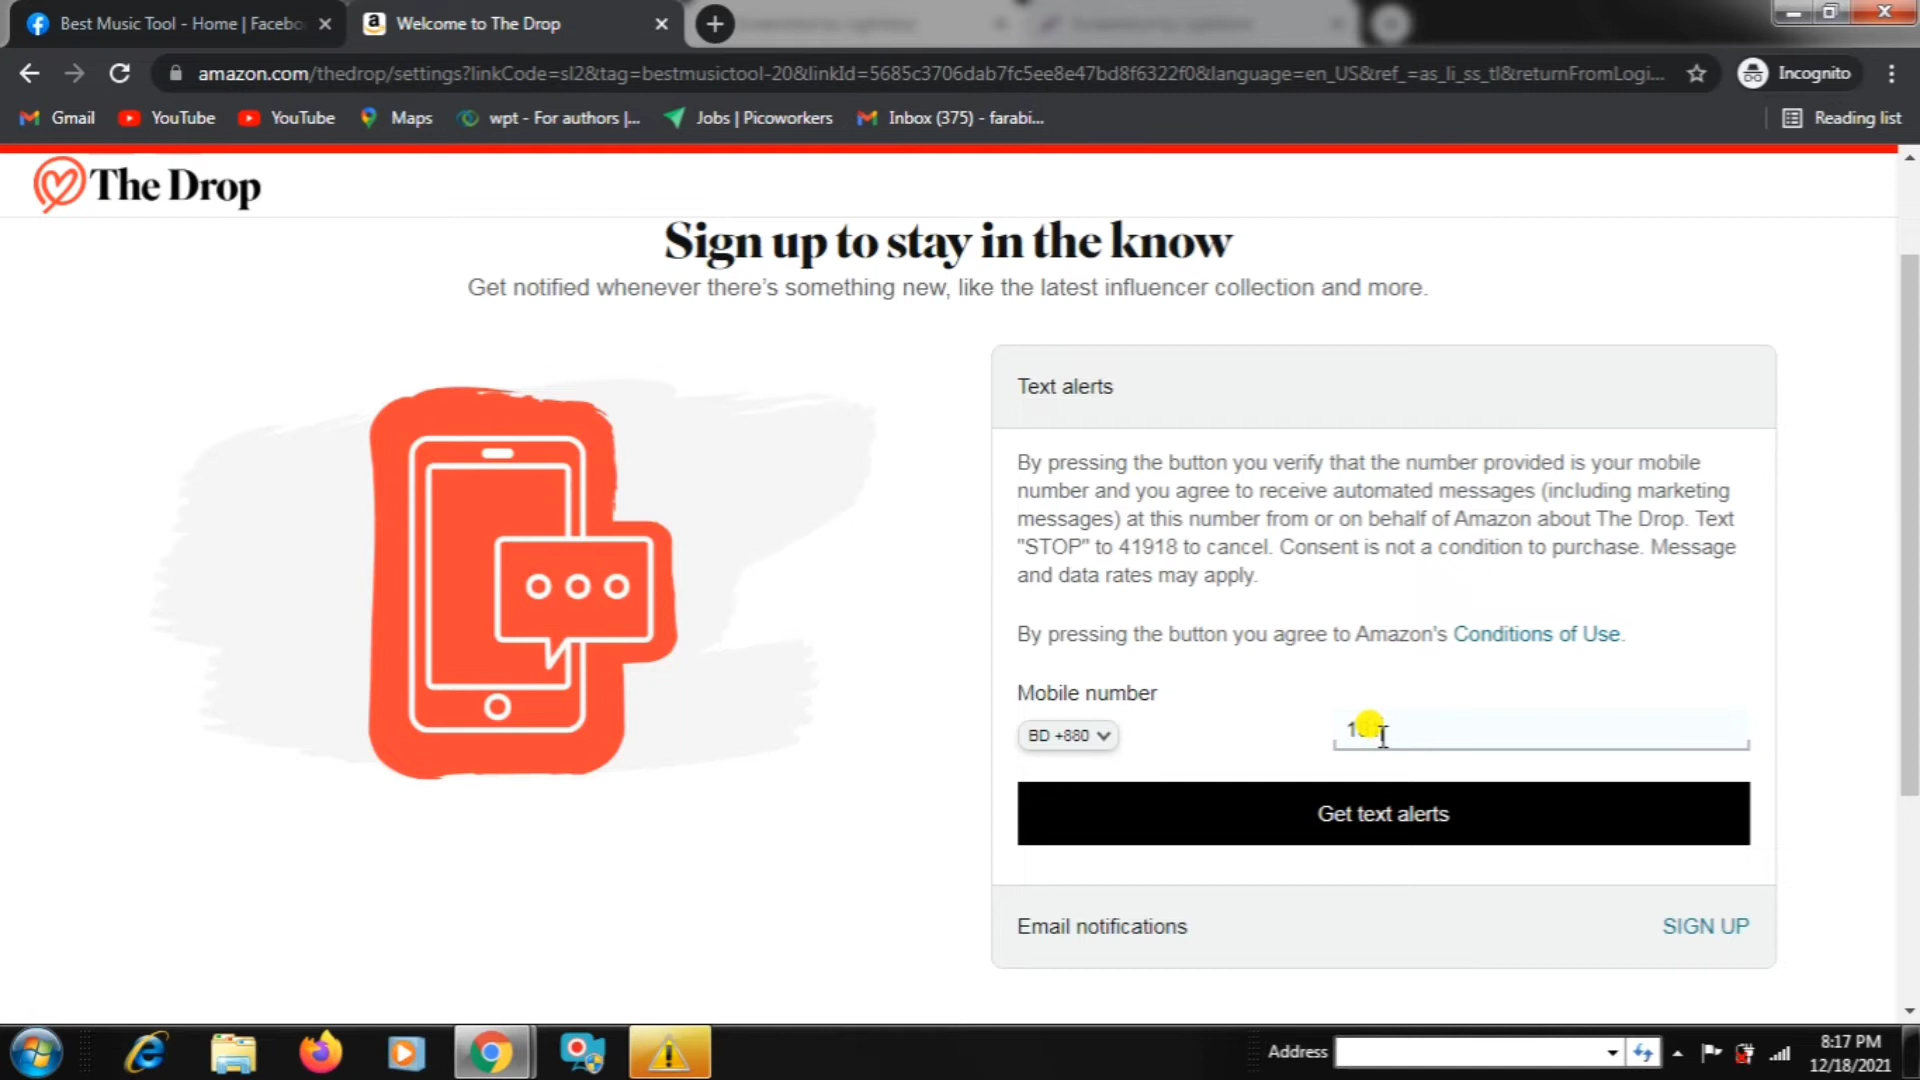 Best Music Tool - Home | Facebo
Welcome to The Drop
amazon.com/thedrop/settings?linkCode=sl2&tag=bestmusictool-20&linkId=5685c3706dab7fc5ee8e47bd8f6322f0&language=en_US&ref_=as_li_ss_tl&returnFromLogi...
Incognito
Gmail
YouTube
YouTube
Maps
wpt - For authors |...
Jobs | Picoworkers
Inbox (375) - farabi...
Reading list
The Drop
Sign up to stay in the know
Get notified whenever there's something new, like the latest influencer collection and more.
Text alerts
By pressing the button you verify that the number provided is your mobile
number and you agree to receive automated messages (including marketing
messages) at this number from or on behalf of Amazon about The Drop. Text
"STOP" to 41918 to cancel. Consent is not a condition to purchase. Message
and data rates may apply.
By pressing the button you agree to Amazon's Conditions of Use.
Mobile number
BD +880
Get text alerts
Email notifications
SIGN UP
Address
8:17 PM
12/18/2021